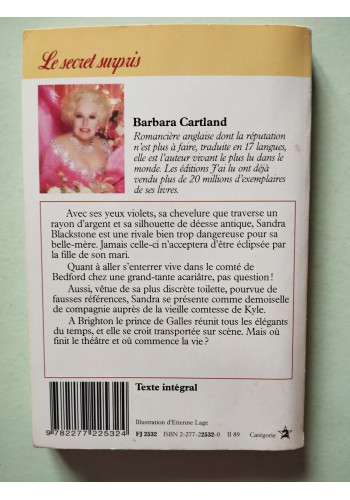 Le secret surpris
Barbara Cartland
Romancière anglaise dont la réputation
n'est plus à faire, traduite en 17 langues,
elle est l'auteur vivant le plus lu dans le
monde. Les éditions J'ai lu ont déjà
vendu plus de 20 millions d'exemplaires
de ses livres.
Avec ses yeux violets, sa chevelure que traverse un
rayon d'argent et sa silhouette de déesse antique, Sandra
Blackstone est une rivale bien trop dangereuse pour sa
belle-mère. Jamais celle-ci n'acceptera d'être éclipsée par
la fille de son mari.
Quant à aller s'enterrer vive dans le comté de
Bedford chez une grand-tante acariâtre, pas question !
Aussi, vêtue de sa plus discrète toilette, pourvue de
fausses références, Sandra se présente comme demoiselle
de compagnie auprès de la vieille comtesse de Kyle.
A Brighton le prince de Galles réunit tous les élégants
du temps, et elle se croit transportée sur scène. Mais où
finit le théâtre et où commence la vie ?
Texte intégral
Illustration d'Etienne Lage
9 782277 225324 FJ 2532 ISBN 2-277-22532-0 II 89 Catégorie 2